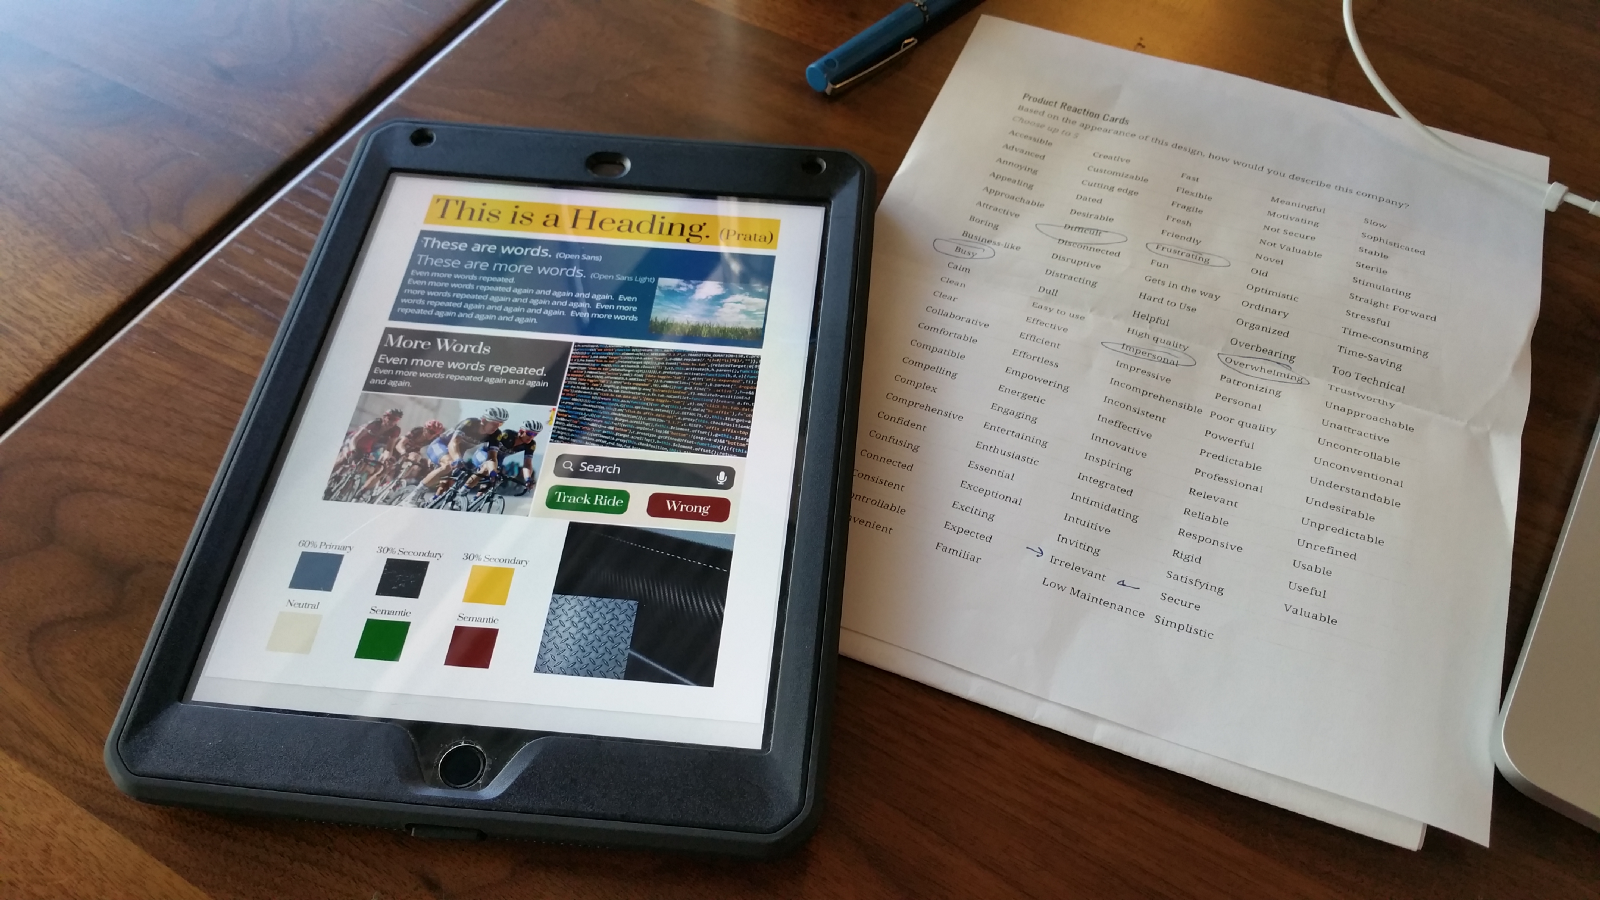 This is a Heading. (Prata)
These are words. (Open Sans)
These are more words. (Open Sans Light)
Even more words repeated.
Even more words repeated again and again and again. Even
more words repeated again and again and again. Even more
words repeated again and again and again. Even more words
repeated again and again and again.
More Words
Even more words repeated.
Even more words repeated again and again
and again.
Search
Track Ride
Wrong
60% Primary
30% Secondary
30% Secondary
Neutral
Semantic
Semantic
Product Reaction Cards
Based on the appearance of this design, how would you describe this company?
Choose up to 5
Accessible
Advanced
Annoying
Appealing
Approachable
Attractive
Boring
Business-like
Busy
Calm
Clean
Clear
Collaborative
Comfortable
Compatible
Compelling
Complex
Comprehensive
Confident
Confusing
Connected
Consistent
ontrollable
venient
Creative
Customizable
Cutting edge
Dated
Desirable
Difficult
Disconnected
Disruptive
Distracting
Dull
Easy to use
Effective
Efficient
Effortless
Empowering
Energetic
Engaging
Entertaining
Enthusiastic
Essential
Exceptional
Exciting
Expected
Familiar
Fast
Flexible
Fragile
Fresh
Friendly
Frustrating
Fun
Gets in the way
Hard to Use
Helpful
High quality
Impersonal
Impressive
Incomprehensible
Inconsistent
Ineffective
Innovative
Inspiring
Integrated
Intimidating
Intuitive
Inviting
Irrelevant
Low Maintenance
Meaningful
Motivating
Not Secure
Not Valuable
Novel
Old
Optimistic
Ordinary
Organized
Overbearing
Overwhelming
Patronizing
Personal
Poor quality
Powerful
Predictable
Professional
Relevant
Reliable
Responsive
Rigid
Satisfying
Secure
Simplistic
Slow
Sophisticated
Stable
Sterile
Stimulating
Straight Forward
Stressful
Time-consuming
Time-Saving
Too Technical
Trustworthy
Unapproachable
Unattractive
Uncontrollable
Unconventional
Understandable
Undesirable
Unpredictable
Unrefined
Usable
Useful
Valuable